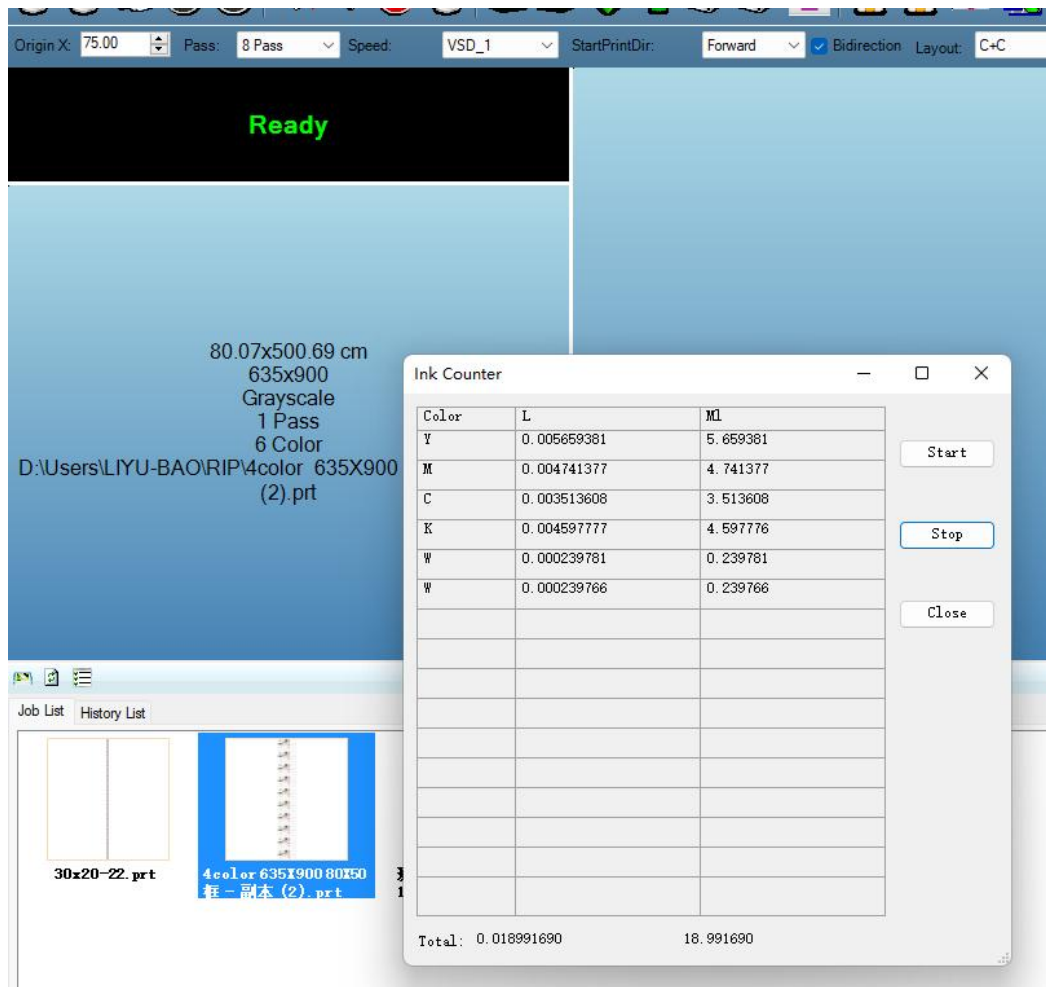 Origin X: 75.00 Pass: 8 Pass Speed: VSD_1 StartPrintDir: Forward Bidirection Layout: C+C
Ready
80.07x500.69 cm
635x900
Grayscale
1 Pass
6 Color
D:\Users\LIYU-BAO\RIP\4color 635X900
(2).prt
Ink Counter
Color L Ml
Y 0.005659381 5.659381
Start
M 0.004741377 4.741377
C 0.003513608 3.513608
K 0.004597777 4.597776
Stop
W 0.000239781 0.239781
W 0.000239766 0.239766
Close
Total: 0.018991690 18.991690
Job List History List
30x20-22.prt
4color 635X900 80X50
框 - 副本 (2).prt
1